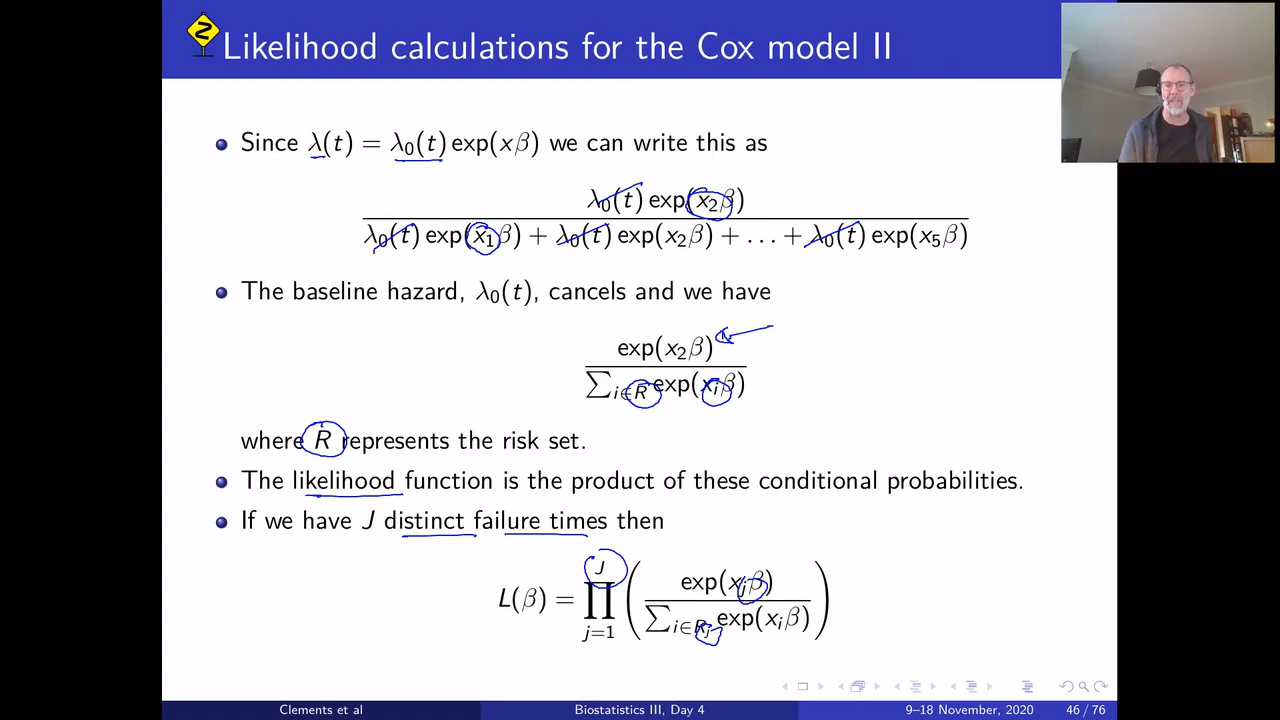 Likelihood calculations for the Cox model II
Since λ(t) = λ₀(t) exp(xβ) we can write this as
λ₀(t) exp(x₂β)
λ₀(t) exp(x₁β) + λ₀(t) exp(x₂β) + . . . + λ₀(t) exp(x₅β)
The baseline hazard, λ₀(t), cancels and we have
exp(x₂β)
∑i∈R exp(xᵢβ)
where R represents the risk set.
The likelihood function is the product of these conditional probabilities.
If we have J distinct failure times then
L(β) = ∏ⱼ₌₁ᴶ ( exp(xⱼβ) / ∑i∈Rⱼ exp(xᵢβ) )
Clements et al Biostatistics III, Day 4 9–18 November, 2020 46 / 76